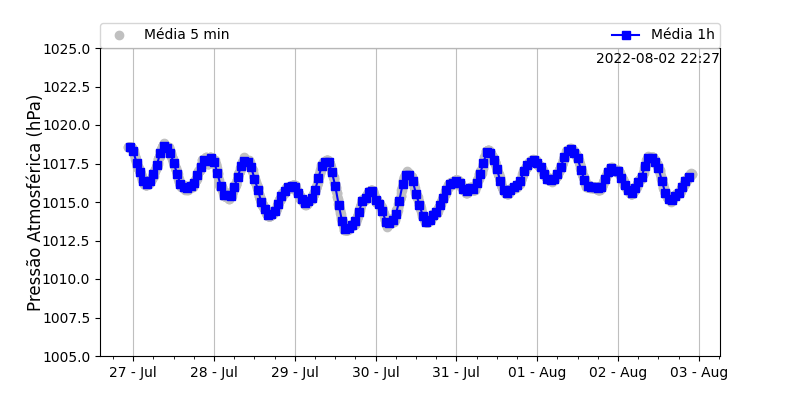 Média 5 min
Média 1h
2022-08-02 22:27
Pressão Atmosférica (hPa)
1025.0
1022.5
1020.0
1017.5
1015.0
1012.5
1010.0
1007.5
1005.0
27 - Jul
28 - Jul
29 - Jul
30 - Jul
31 - Jul
01 - Aug
02 - Aug
03 - Aug